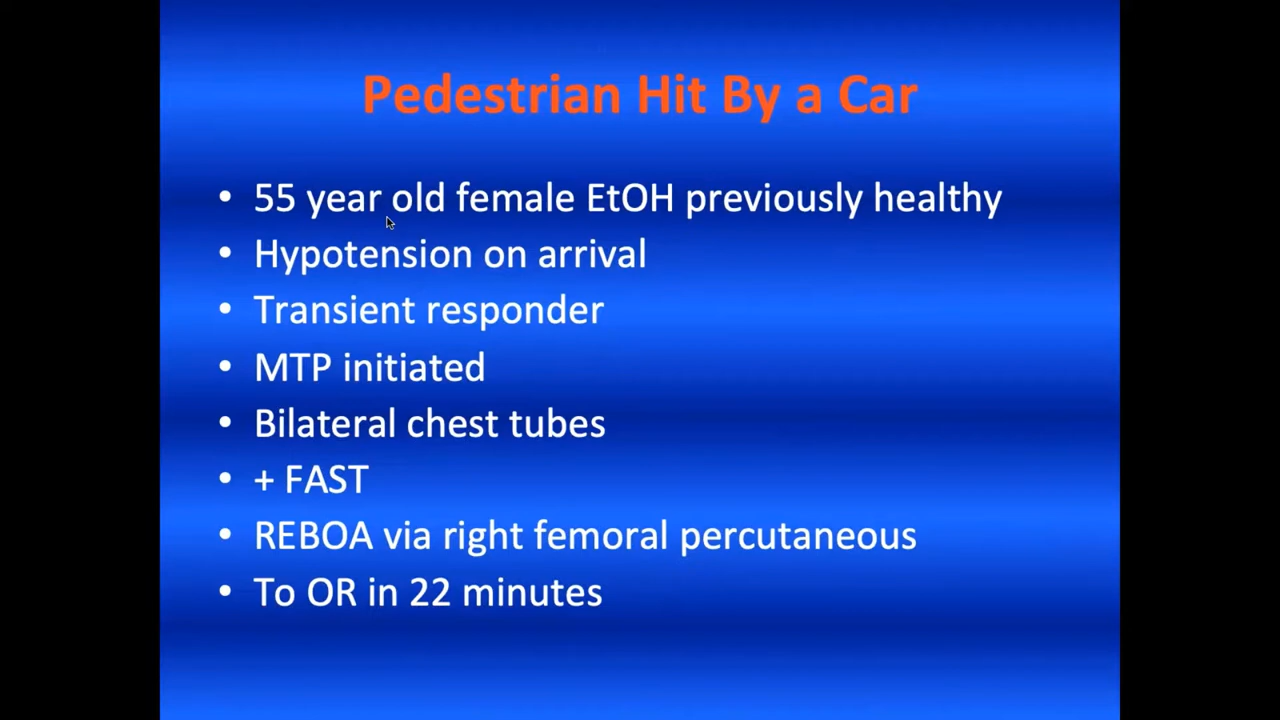 Pedestrian Hit By a Car
• 55 year old female EtOH previously healthy
• Hypotension on arrival
• Transient responder
• MTP initiated
• Bilateral chest tubes
• + FAST
• REBOA via right femoral percutaneous
• To OR in 22 minutes